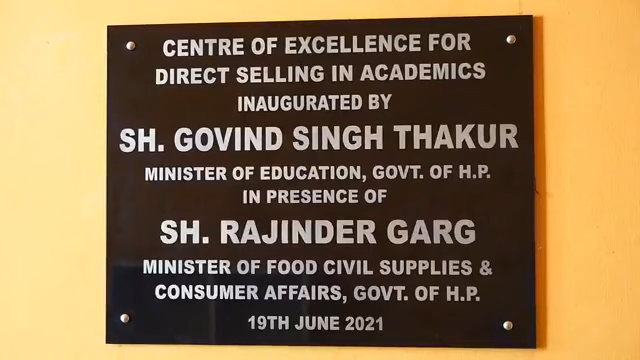 CENTRE OF EXCELLENCE FOR
DIRECT SELLING IN ACADEMICS
INAUGURATED BY
SH. GOVIND SINGH THAKUR
MINISTER OF EDUCATION, GOVT. OF H.P.
IN PRESENCE OF
SH. RAJINDER GARG
MINISTER OF FOOD CIVIL SUPPLIES &
CONSUMER AFFAIRS, GOVT. OF H.P.
19TH JUNE 2021